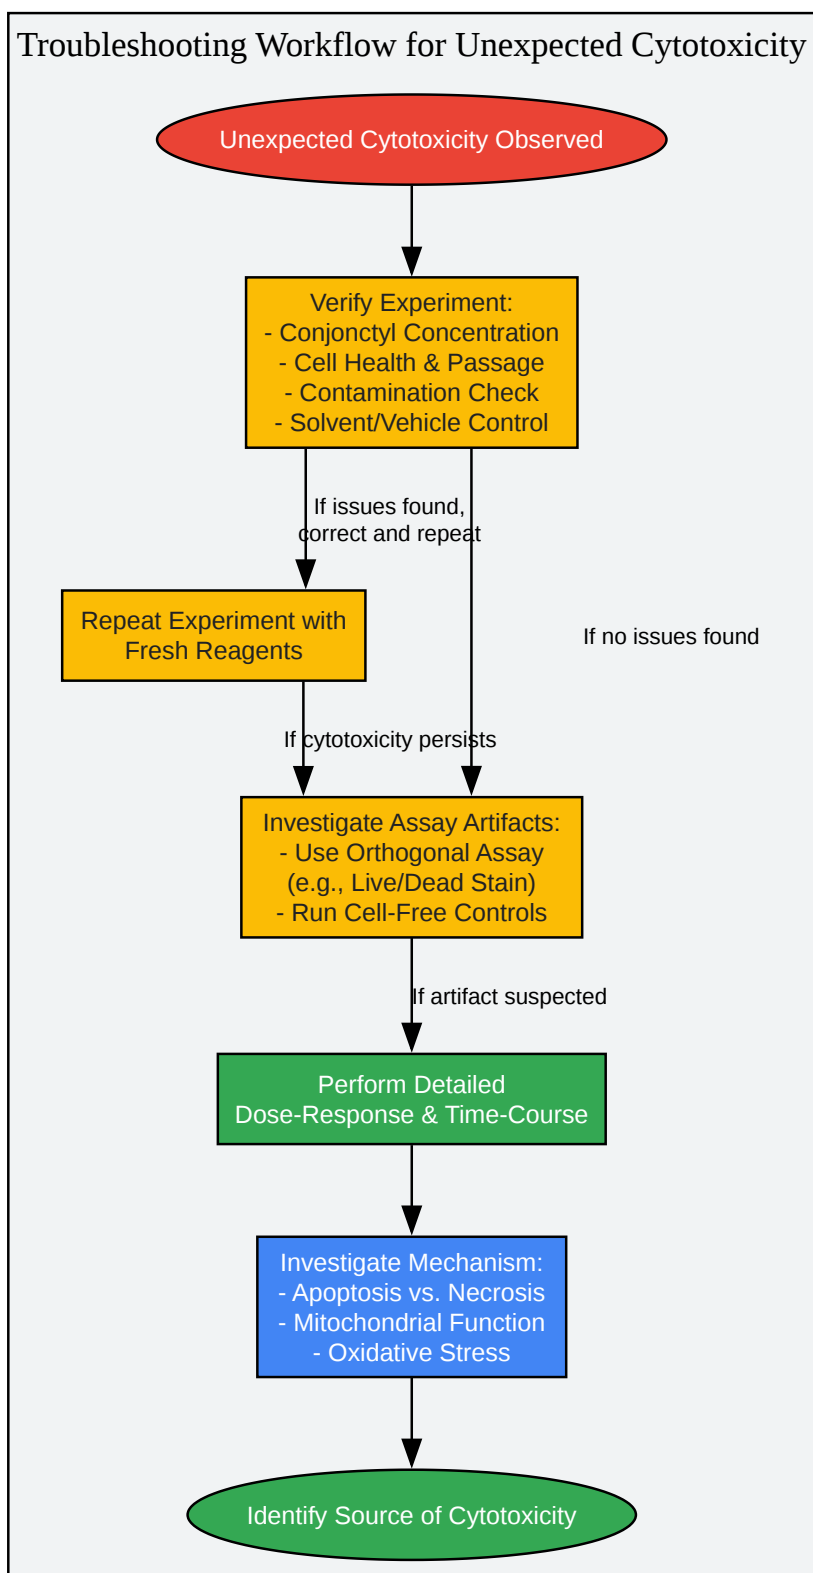 Troubleshooting Workflow for Unexpected Cytotoxicity
Unexpected Cytotoxicity Observed
Verify Experiment:
- Conjonctyl Concentration
- Cell Health & Passage
- Contamination Check
- Solvent/Vehicle Control
If issues found,
correct and repeat
Repeat Experiment with
Fresh Reagents
If no issues found
If cytotoxicity persists
Investigate Assay Artifacts:
- Use Orthogonal Assay
(e.g., Live/Dead Stain)
- Run Cell-Free Controls
If artifact suspected
Perform Detailed
Dose-Response & Time-Course
Investigate Mechanism:
- Apoptosis vs. Necrosis
- Mitochondrial Function
- Oxidative Stress
Identify Source of Cytotoxicity